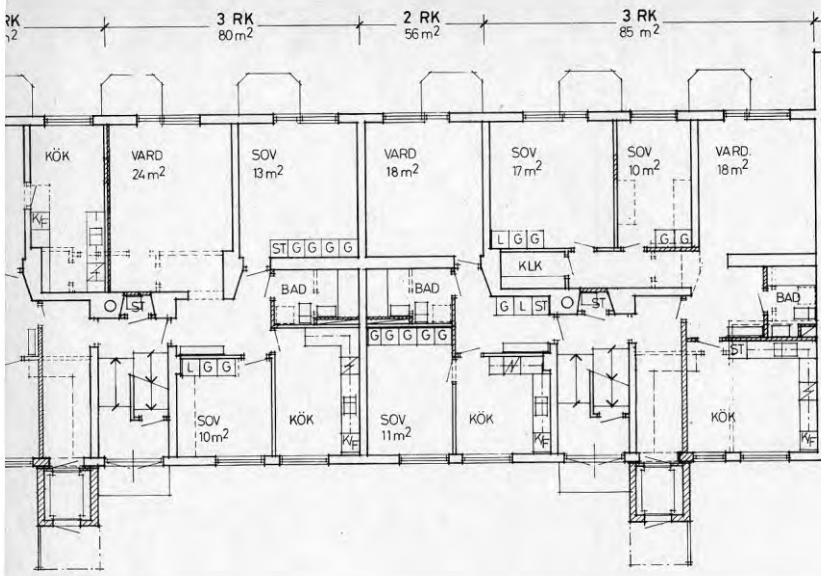 RK
3 RK
2 RK
3 RK
m²
80 m²
56 m²
85 m²
KÖK
VARD
24 m²
SOV
13 m²
VARD
18 m²
SOV
17 m²
SOV
10 m²
VARD.
18 m²
K/F
ST G G G G
L G G
G G
KLK
BAD
BAD
BAD
ST
G L ST
ST
G G G G G
ST
L G G
SOV
10 m²
KÖK
SOV
11 m²
KÖK
KÖK
K/F
K/F
K/F